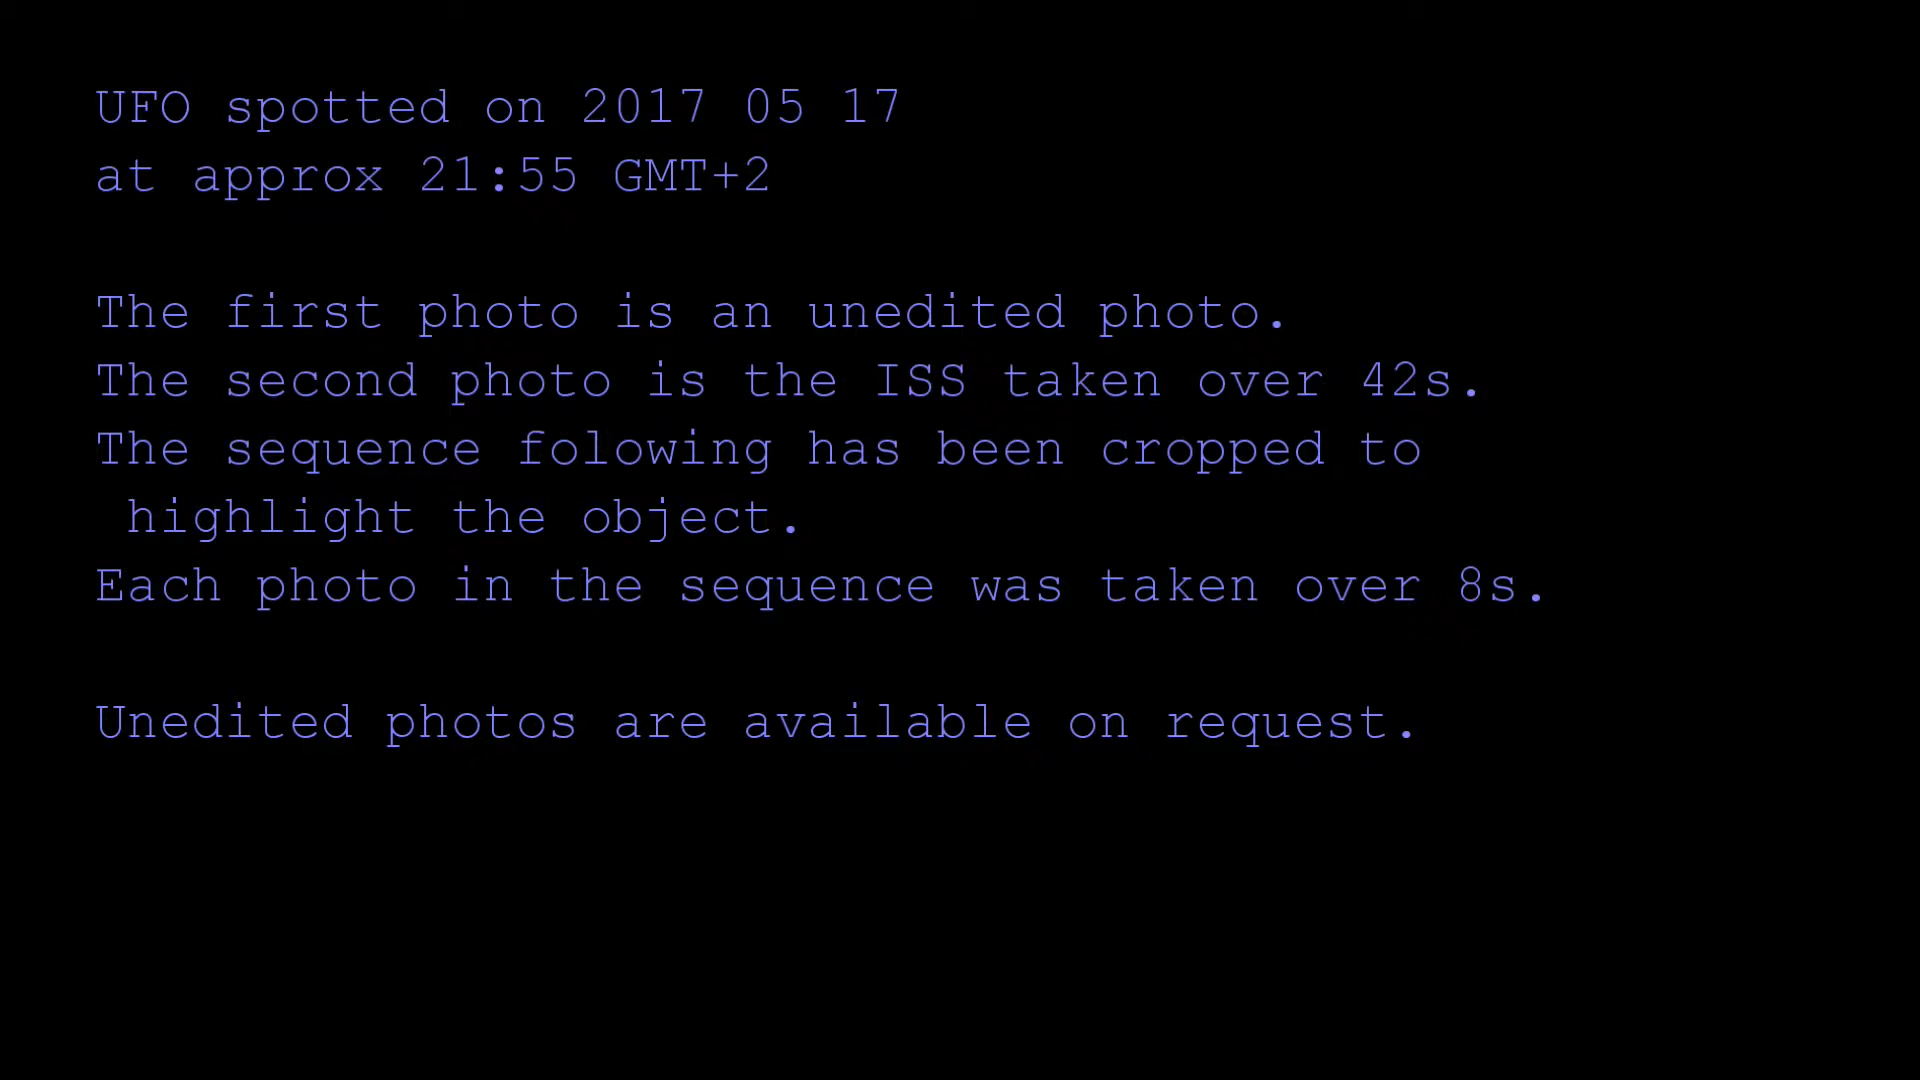 UFO spotted on 2017 05 17
at approx 21:55 GMT+2
The first photo is an unedited photo.
The second photo is the ISS taken over 42s.
The sequence folowing has been cropped to
highlight the object.
Each photo in the sequence was taken over 8s.
Unedited photos are available on request.